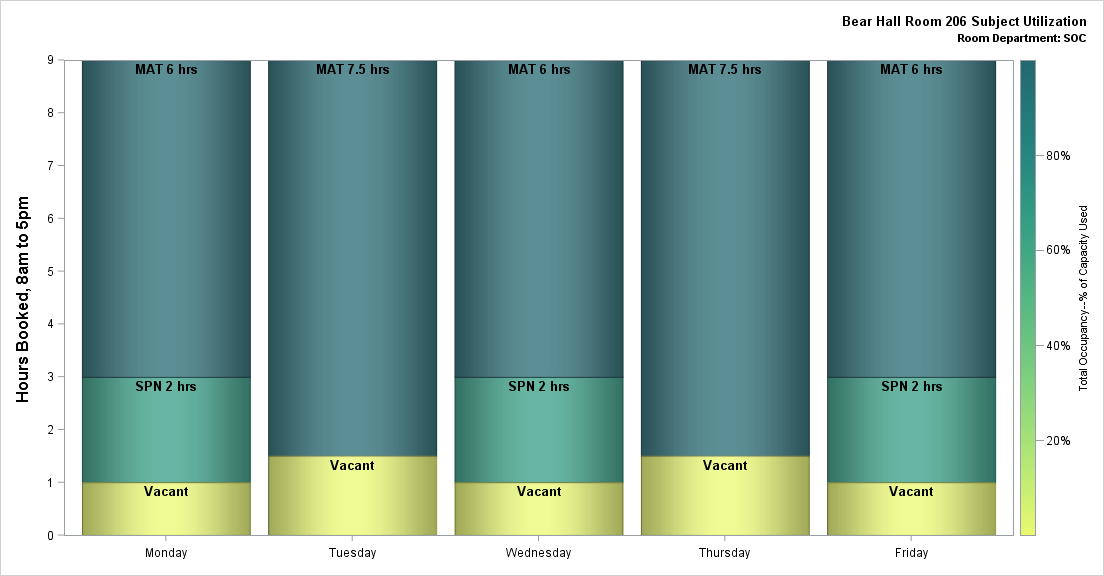 Bear Hall Room 206 Subject Utilization
Room Department: SOC
Hours Booked, 8am to 5pm
9
8
7
6
5
4
3
2
1
0
MAT 6 hrs
SPN 2 hrs
Vacant
MAT 7.5 hrs
Vacant
MAT 6 hrs
SPN 2 hrs
Vacant
MAT 7.5 hrs
Vacant
MAT 6 hrs
SPN 2 hrs
Vacant
Monday
Tuesday
Wednesday
Thursday
Friday
80%
60%
40%
20%
Total Occupancy--% of Capacity Used